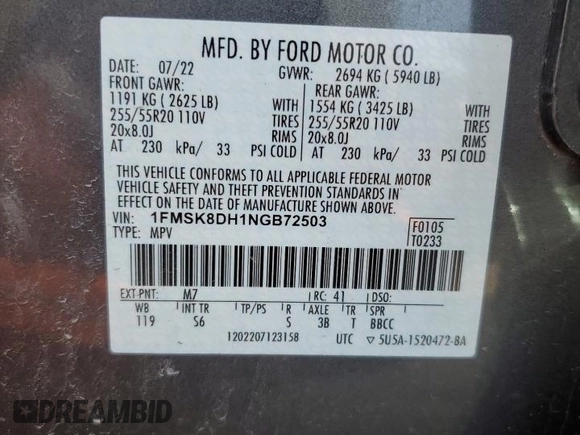 MFD. BY FORD MOTOR CO.
DATE: 07/22 GVWR: 2694 KG ( 5940 LB)
FRONT GAWR: REAR GAWR:
1191 KG ( 2625 LB) 1554 KG ( 3425 LB)
255/55R20 110V TIRES 255/55R20 110V TIRES
20x8.0J RIMS 20x8.0J RIMS
AT 230 kPa/ 33 PSI COLD AT 230 kPa/ 33 PSI COLD
THIS VEHICLE CONFORMS TO ALL APPLICABLE FEDERAL MOTOR
VEHICLE SAFETY AND THEFT PREVENTION STANDARDS IN
EFFECT ON THE DATE OF MANUFACTURE SHOWN ABOVE.
VIN: 1FMSK8DH1NGB72503 F0105
TYPE: MPV T0233
EXT PNT: M7 RC: 41 DSO:
WB INT TR TP/PS R AXLE TR SPR
119 S6 S 3B T BBCC
1202207123158 UTC ▽ 5U5A-1520472-BA
DREAMBID